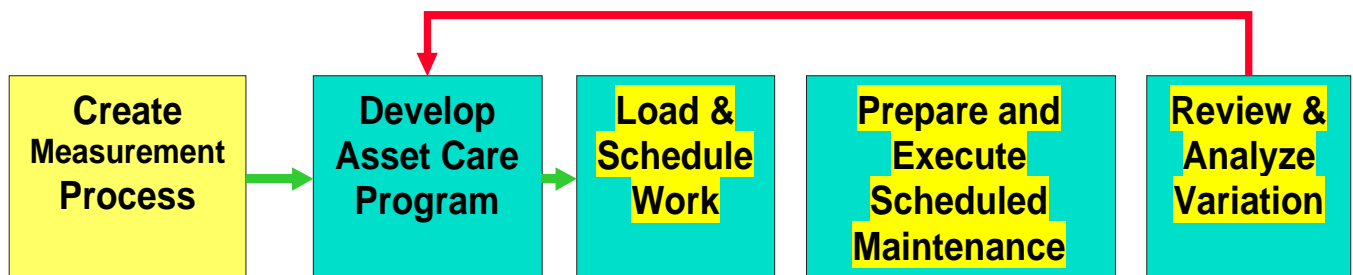 Create
Measurement
Process
Develop
Asset Care
Program
Load &
Schedule
Work
Prepare and
Execute
Scheduled
Maintenance
Review &
Analyze
Variation